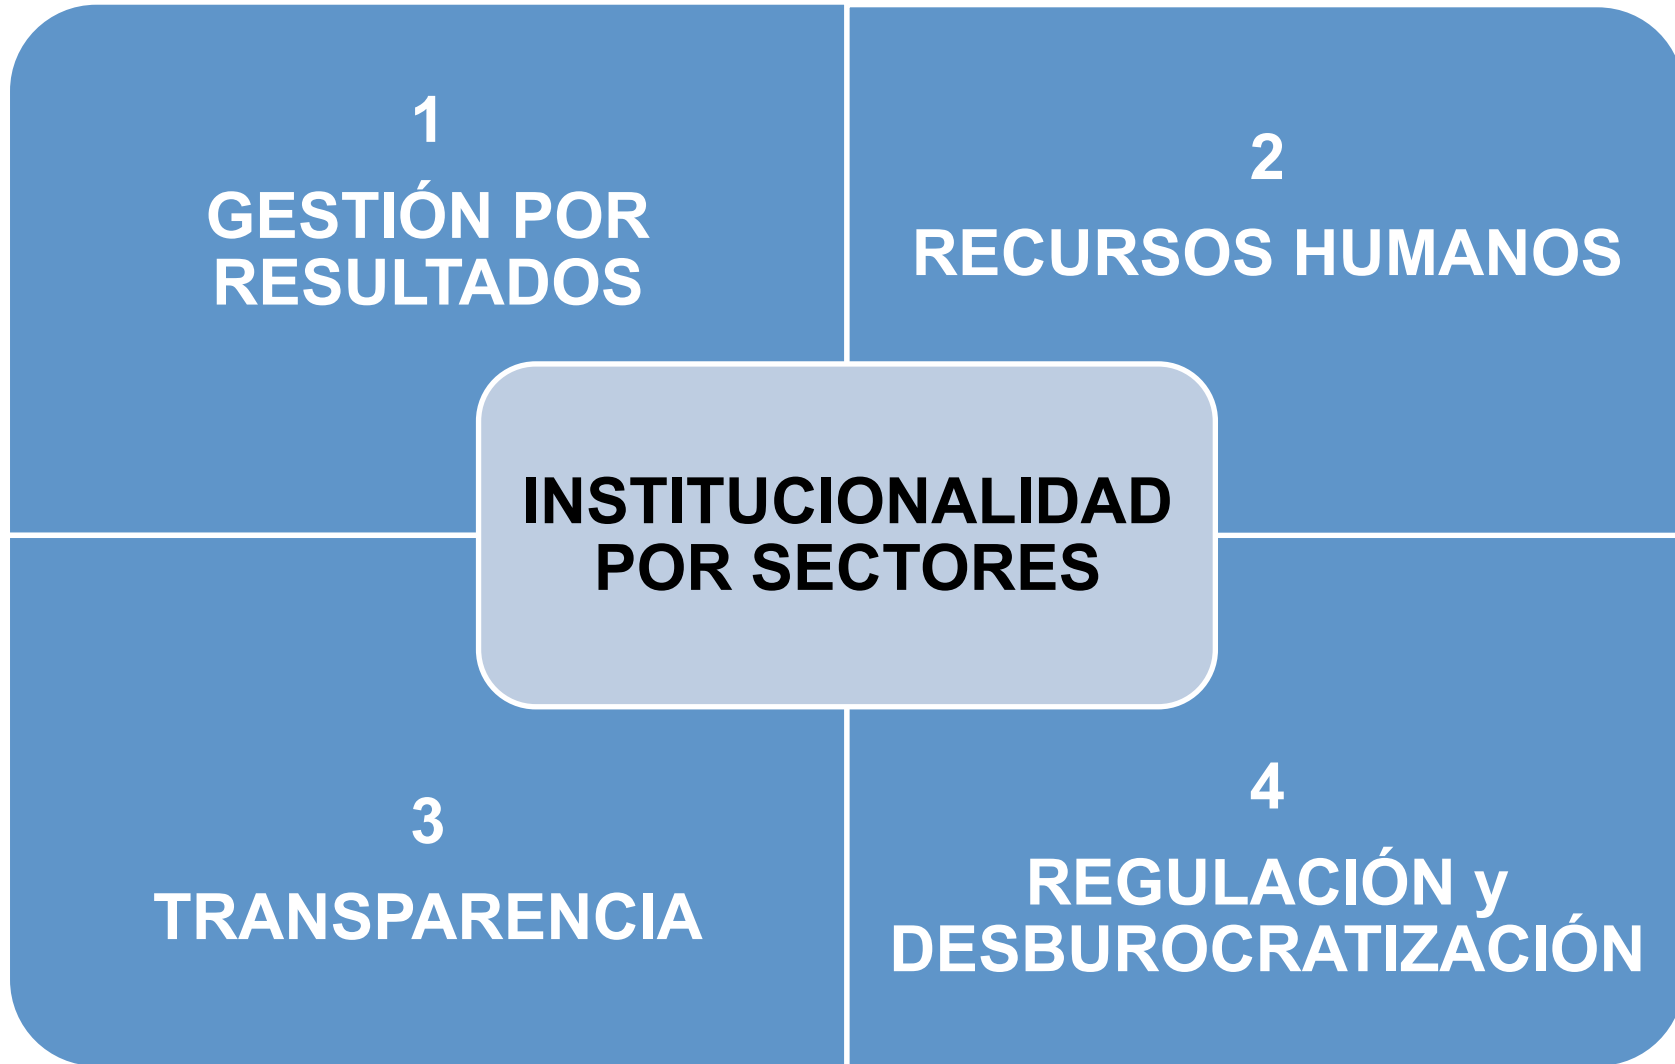 1
GESTIÓN POR
RESULTADOS
2
RECURSOS HUMANOS
INSTITUCIONALIDAD
POR SECTORES
3
TRANSPARENCIA
4
REGULACIÓN y
DESBUROCRATIZACIÓN